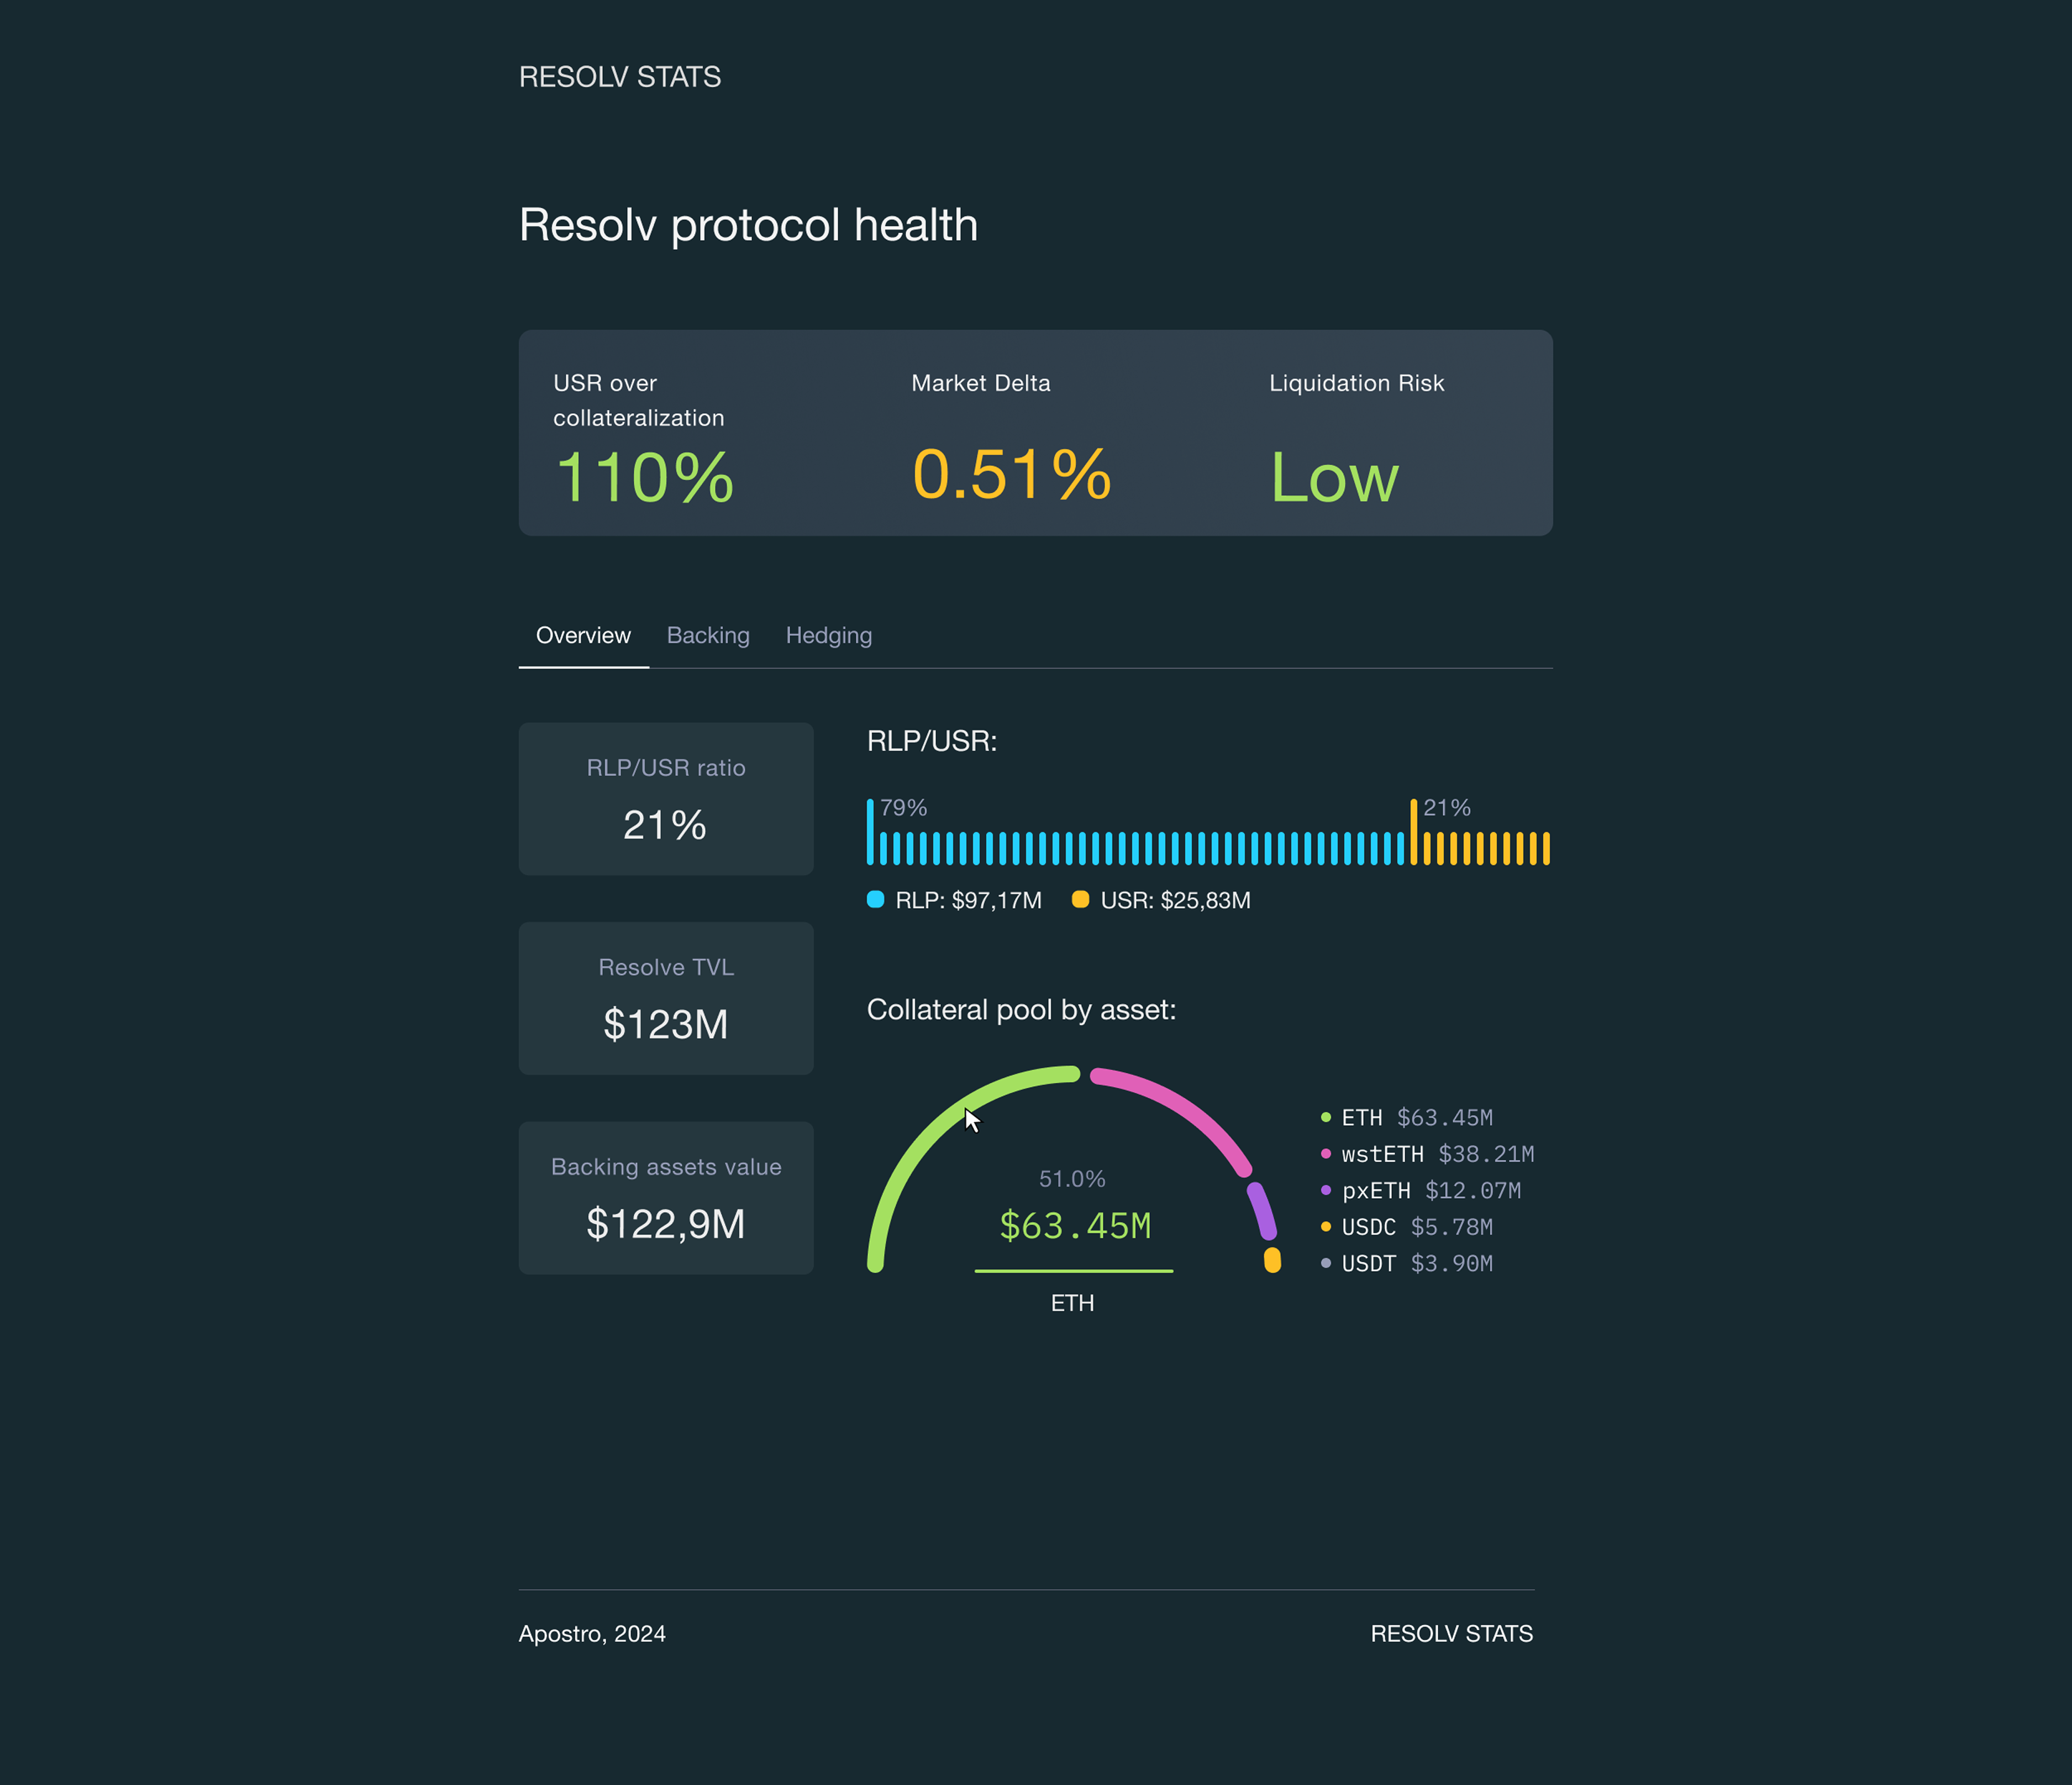 RESOLV STATS
Resolv protocol health
USR over
collateralization
110%
Market Delta
0.51%
Liquidation Risk
Low
Overview Backing Hedging
RLP/USR ratio
21%
Resolve TVL
$123M
Backing assets value
$122,9M
RLP/USR:
79% 21%
RLP: $97,17M USR: $25,83M
Collateral pool by asset:
51.0%
$63.45M
ETH
ETH $63.45M
wstETH $38.21M
pxETH $12.07M
USDC $5.78M
USDT $3.90M
Apostro, 2024 RESOLV STATS